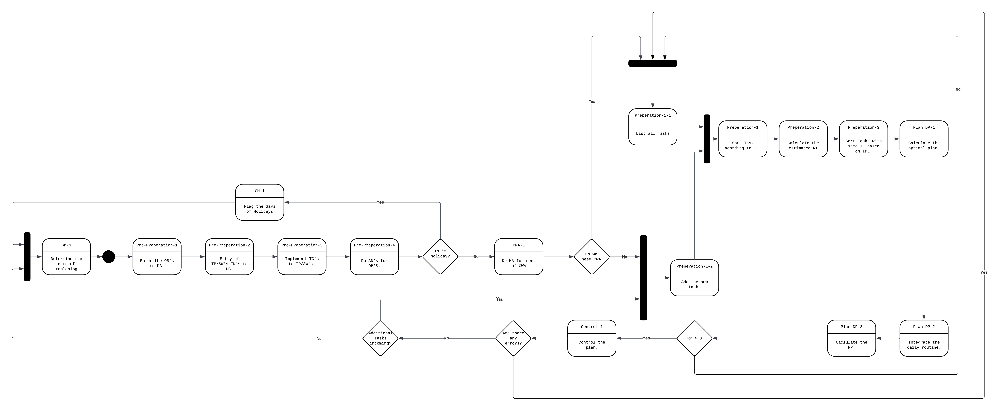 No
Yes
Preperation-1-1
List all Tasks
Preperation-1
Sort Task
acording to IL.
Preperation-2
Calculate the
estimated RT
Preperation-3
Sort Tasks with
same IL based
on IDL.
Plan DP-1
Calculate the
optimal plan.
GM-1
Flag the days
of Holidays
Yes
GM-3
Determine the
date of
replaning
Pre-Preperation-1
Enter the OB's
to DB.
Pre-Preperation-2
Entry of
TP/SW's TN's to
DB.
Pre-Preperation-3
Implement TC's
to TP/SW's.
Pre-Preperation-4
Do AN's for
OB'S.
Is it
holiday?
No
PMA-1
Do MA for need
of CWA
Do we
need CWA
No
Preperation-1-2
Add the new
tasks
Yes
Yes
No
Additional
Tasks
incoming?
No
Are there
any
errors?
Control-1
Control the
plan.
Yes
RP > 0
Plan DP-3
Caclulate the
RP.
Plan DP-2
Integrate the
daily routine.